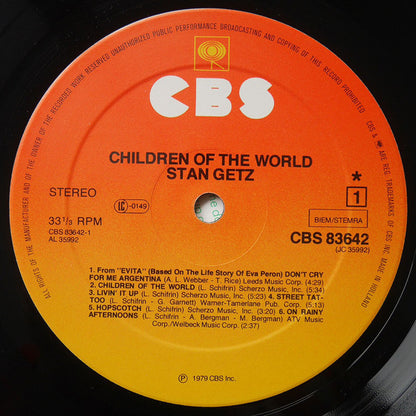 ALL RIGHTS OF THE MANUFACTURER AND OF THE OWNER OF THE RECORDED WORK RESERVED UNAUTHORIZED PUBLIC PERFORMANCE BROADCASTING AND COPYING OF THIS RECORD PROHIBITED
CBS & ARE TRADEMARKS OF CBS INC. MADE IN HOLLAND
CBS
CHILDREN OF THE WORLD
STAN GETZ
STEREO
IC-0149
*
1
33⅓ RPM
CBS 83642-1
AL 35992
BIEM/STEMRA
CBS 83642
(JC 35992)
1. From "EVITA" (Based On The Life Story Of Eva Peron) DON'T CRY
FOR ME ARGENTINA (A. L. Webber - T. Rice) Leeds Music Corp. (4:29)
2. CHILDREN OF THE WORLD (L. Schifrin) Scherzo Music, Inc. (5:34)
3. LIVIN' IT UP (L. Schifrin) Scherzo Music, Inc. (5:23) 4. STREET TAT-
TOO (L. Schifrin - G. Garnett) Warner-Tamerlane Pub. Corp. (5:13)
5. HOPSCOTCH (L. Schifrin) Scherzo Music, Inc. (5:25) 6. ON RAINY
AFTERNOONS (L. Schifrin - A. Bergman - M. Bergman) ATV Music
Corp./Welbeck Music Corp. (2:37)
Ⓟ 1979 CBS Inc.